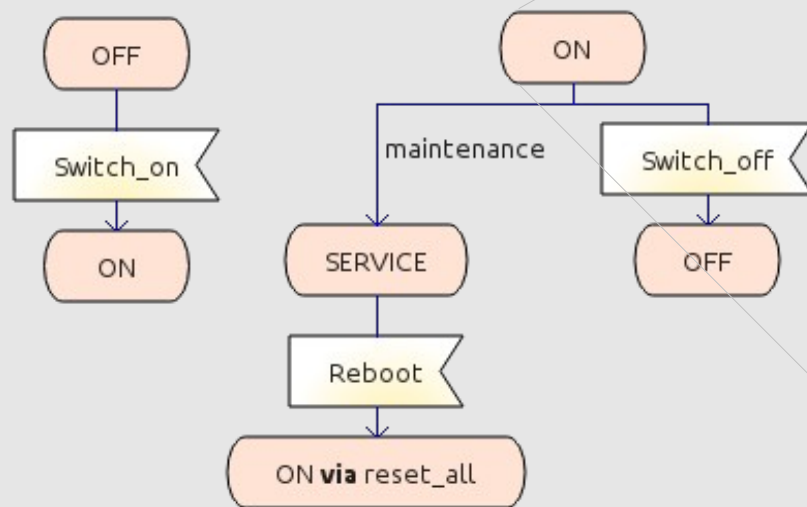 OFF
Switch_on
ON
ON
maintenance
Switch_off
SERVICE
OFF
Reboot
ON via reset_all